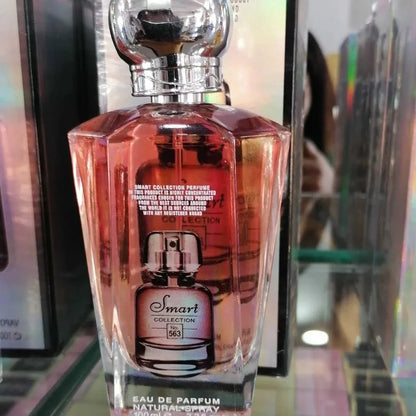 SMART COLLECTION PERFUME
IN THIS PRODUCT IS HIGHLY CONCENTRATED
FRAGRANCES CHOSEN FOR THIS PRODUCT
FROM THE BEST SOURCES AROUND
THE WORLD IT IS NOT CONNECTED
WITH ANY REGISTERED BRAND
Smart
COLLECTION
No.
563
EAU DE PARFUM
NATURAL SPRAY
100ml